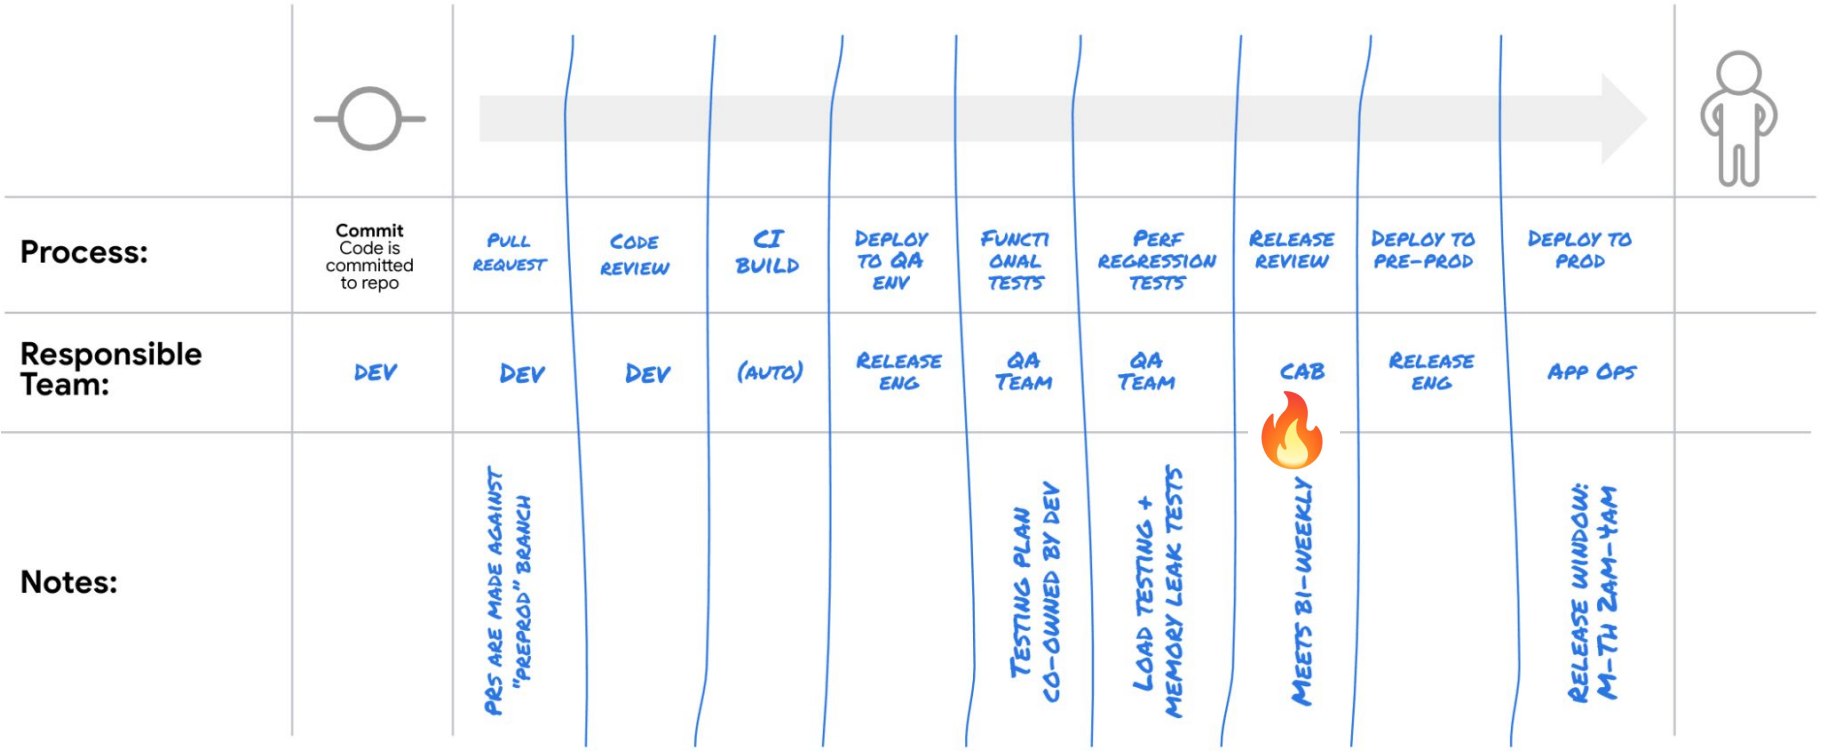 Process:
Commit
Code is
committed
to repo
PULL
REQUEST
CODE
REVIEW
CI
BUILD
DEPLOY
TO QA
ENV
FUNCTI
ONAL
TESTS
PERF
REGRESSION
TESTS
RELEASE
REVIEW
DEPLOY TO
PRE-PROD
DEPLOY TO
PROD
Responsible
Team:
DEV
DEV
DEV
(AUTO)
RELEASE
ENG
QA
TEAM
QA
TEAM
CAB
RELEASE
ENG
APP OPS
Notes:
PRS ARE MADE AGAINST
"PREPROD" BRANCH
TESTING PLAN
CO-OWNED BY DEV
LOAD TESTING +
MEMORY LEAK TESTS
MEETS BI-WEEKLY
RELEASE WINDOW:
M-TH 2AM-4AM